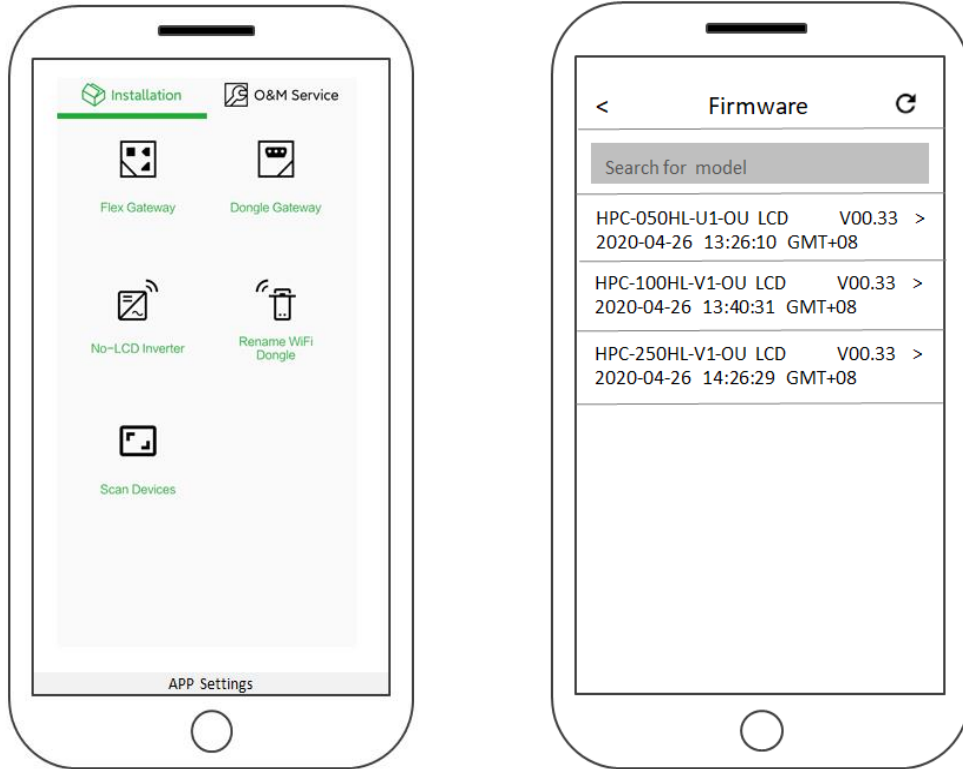 Installation
O&M Service
Flex Gateway
Dongle Gateway
No-LCD Inverter
Rename WiFi
Dongle
Scan Devices
APP Settings
< Firmware
Search for model
HPC-050HL-U1-OU LCD V00.33 >
2020-04-26 13:26:10 GMT+08
HPC-100HL-V1-OU LCD V00.33 >
2020-04-26 13:40:31 GMT+08
HPC-250HL-V1-OU LCD V00.33 >
2020-04-26 14:26:29 GMT+08